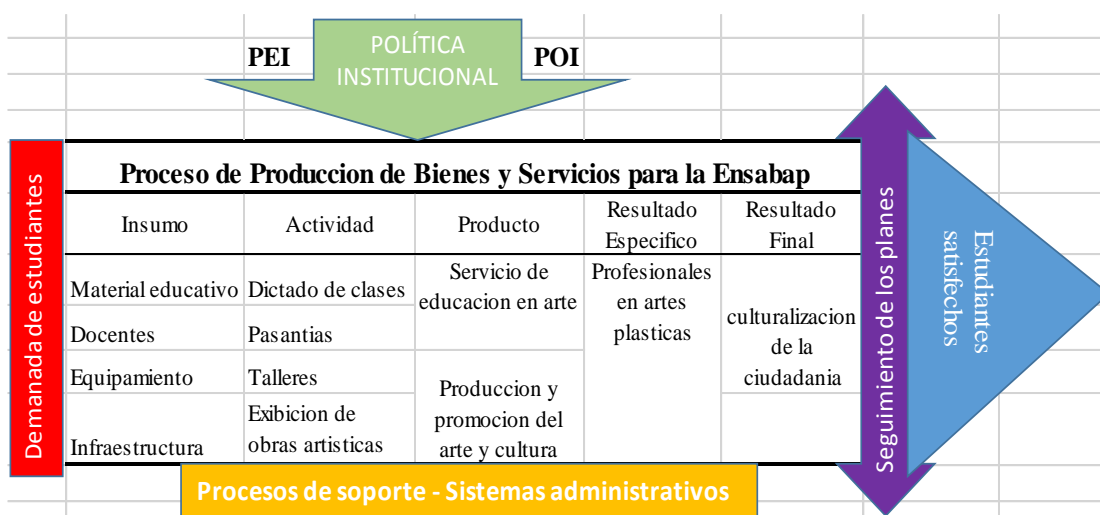 PEI
POLÍTICA
INSTITUCIONAL
POI
Demanada de estudiantes
Proceso de Produccion de Bienes y Servicios para la Ensabap
Insumo
Actividad
Producto
Resultado
Especifico
Resultado
Final
Material educativo
Dictado de clases
Servicio de
educacion en arte
Profesionales
en artes
plasticas
culturalizacion
de la
ciudadania
Docentes
Pasantias
Equipamiento
Talleres
Produccion y
promocion del
arte y cultura
Infraestructura
Exibicion de
obras artisticas
Seguimiento de los planes
Estudiantes
satisfechos
Procesos de soporte - Sistemas administrativos